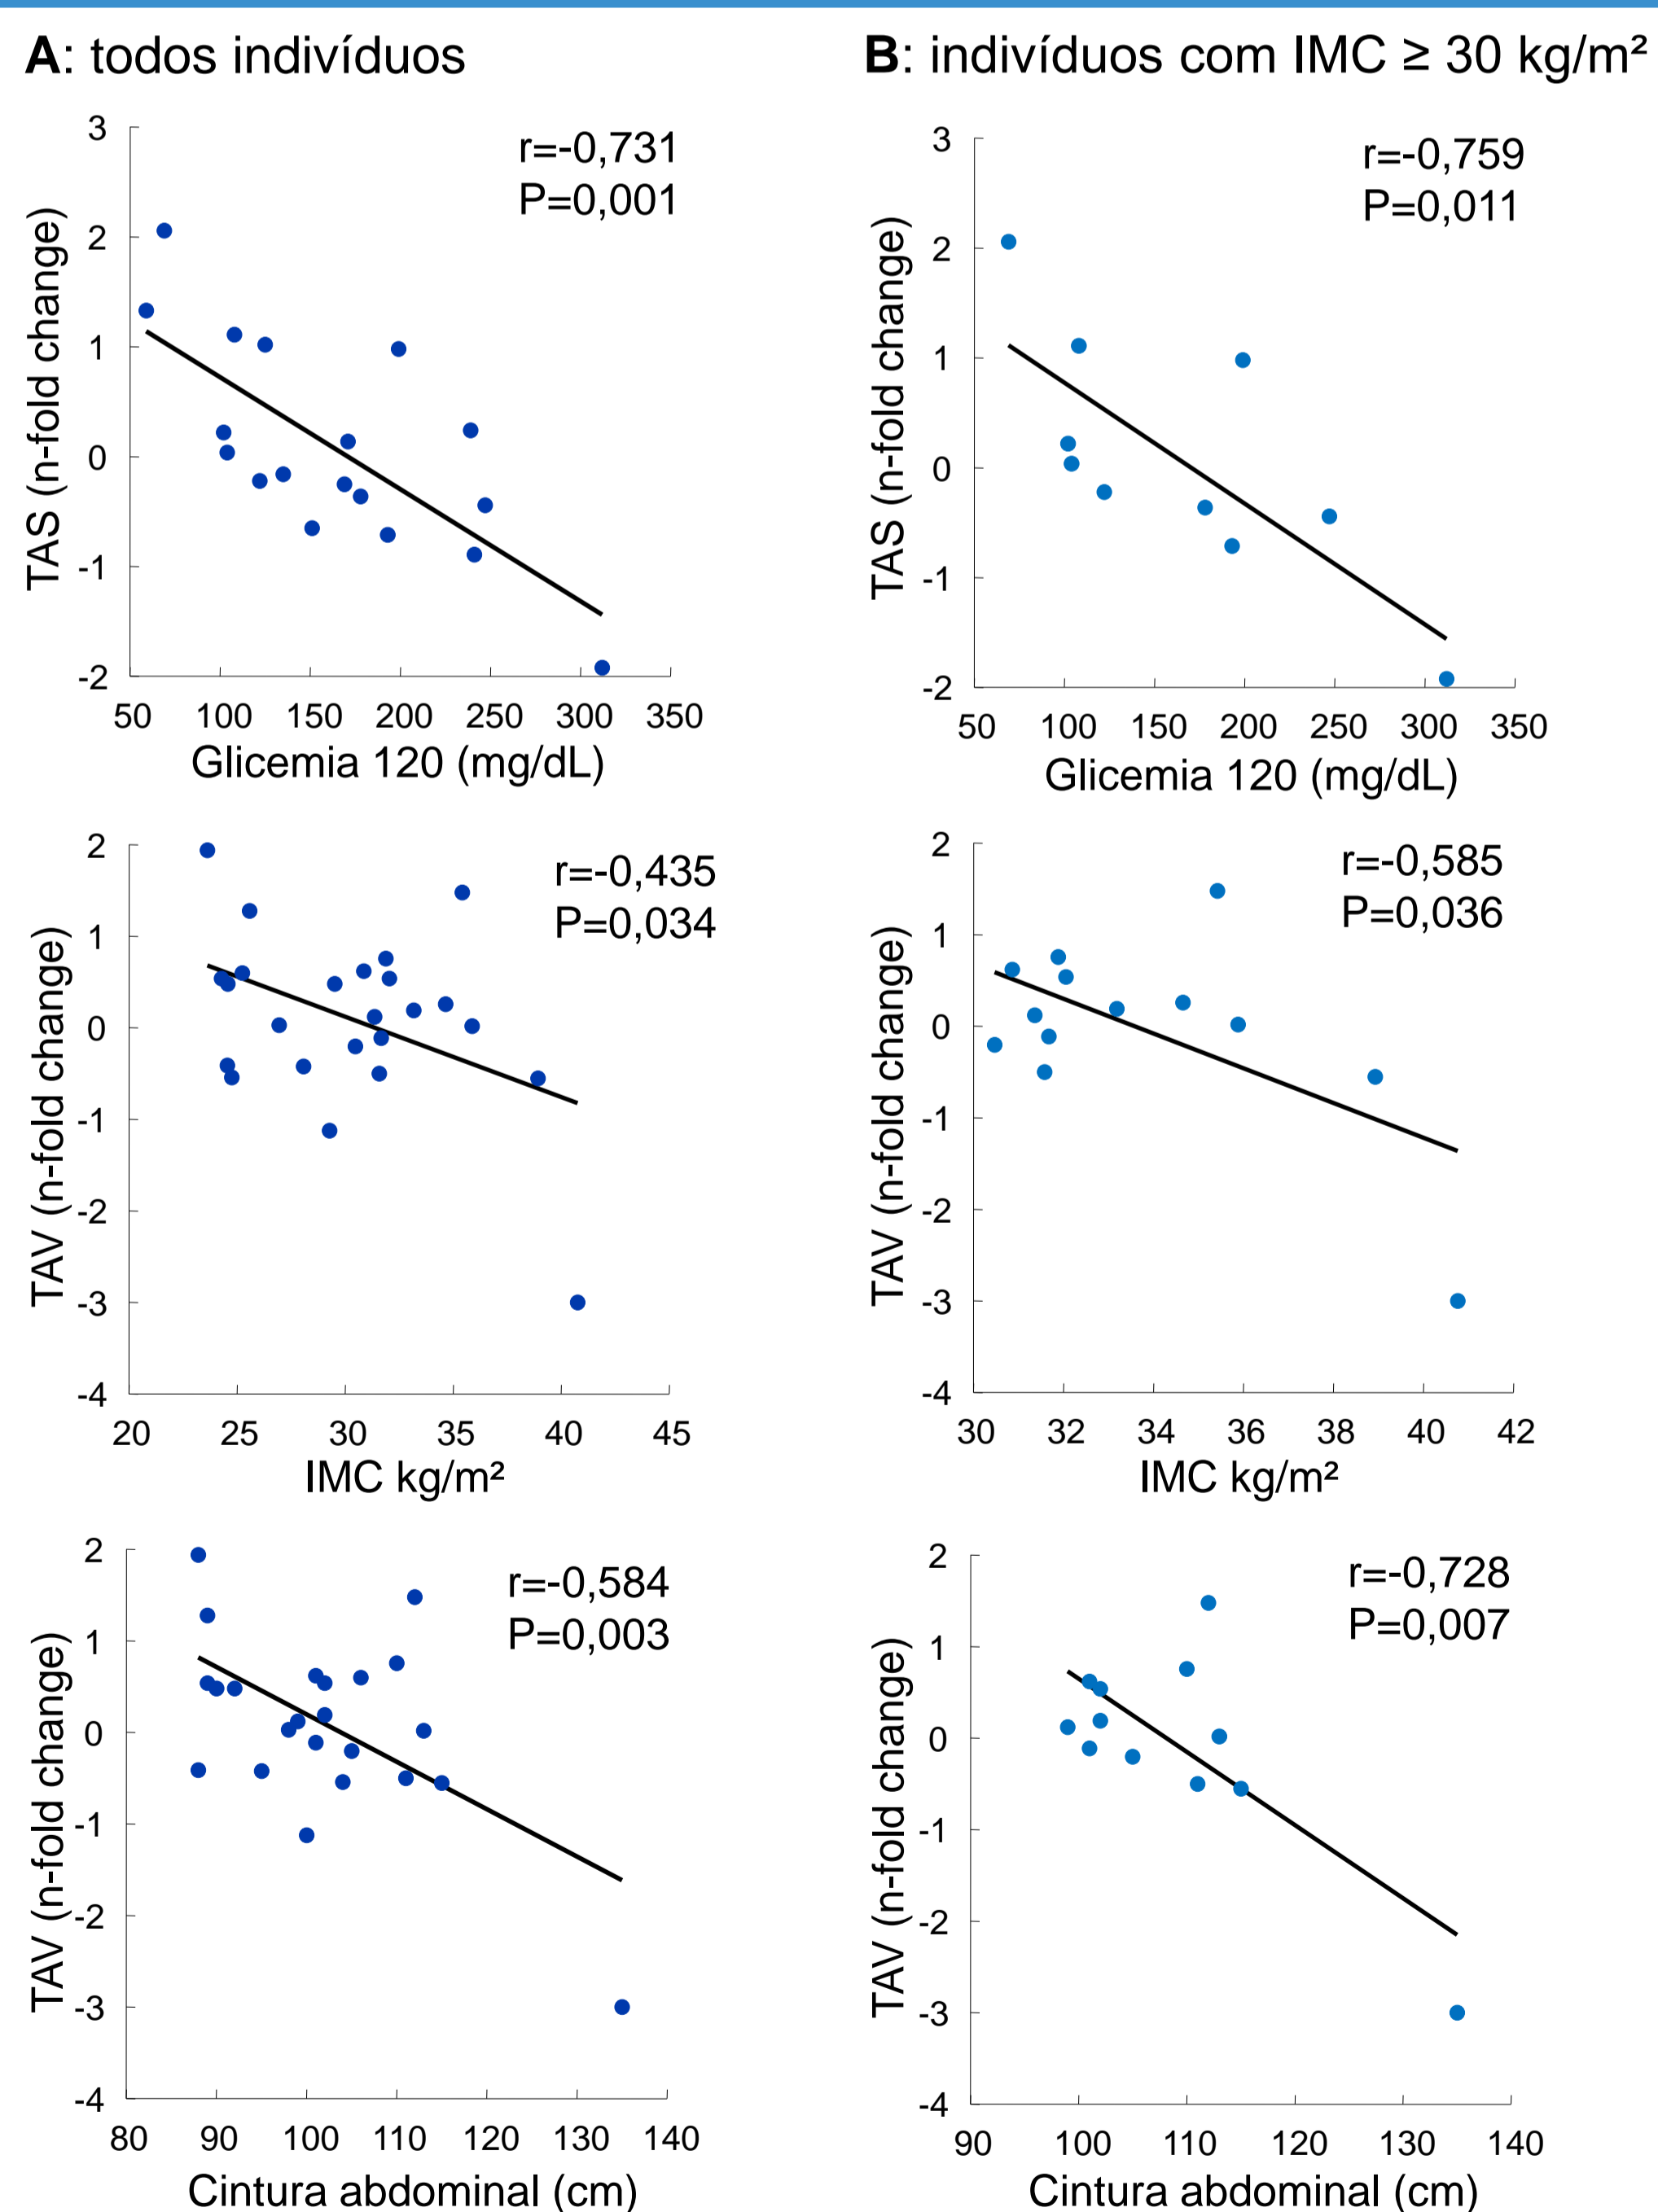 A: todos indivíduos
r=-0,731
P=0,001
TAS (n-fold change)
3
2
1
0
-1
-2
50 100 150 200 250 300 350
Glicemia 120 (mg/dL)
r=-0,435
P=0,034
TAV (n-fold change)
2
1
0
-1
-2
-3
-4
20 25 30 35 40 45
IMC kg/m²
r=-0,584
P=0,003
TAV (n-fold change)
2
1
0
-1
-2
-3
-4
80 90 100 110 120 130 140
Cintura abdominal (cm)
B: indivíduos com IMC ≥ 30 kg/m²
r=-0,759
P=0,011
TAS (n-fold change)
3
2
1
0
-1
-2
50 100 150 200 250 300 350
Glicemia 120 (mg/dL)
r=-0,585
P=0,036
TAV (n-fold change)
2
1
0
-1
-2
-3
-4
30 32 34 36 38 40 42
IMC kg/m²
r=-0,728
P=0,007
TAV (n-fold change)
2
1
0
-1
-2
-3
-4
90 100 110 120 130 140
Cintura abdominal (cm)